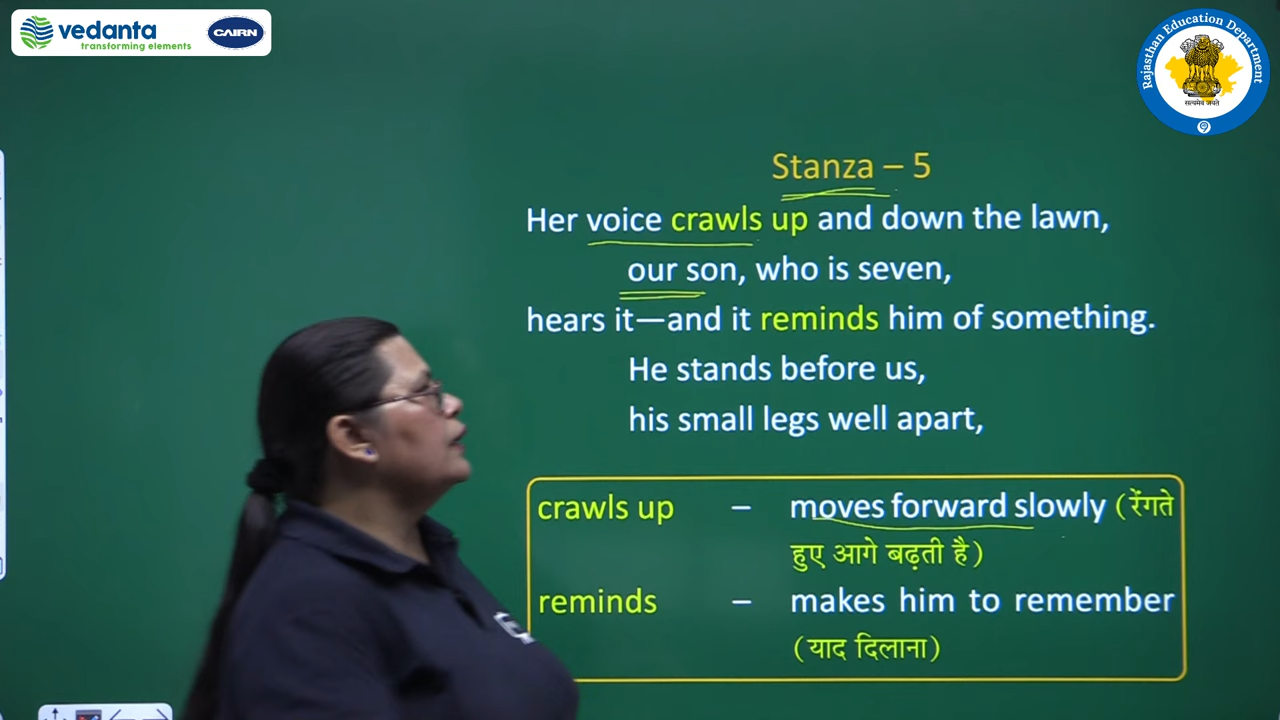 vedanta
transforming elements
CAIRN
Rajasthan Education Department
सत्यमेव जयते
Stanza – 5
Her voice crawls up and down the lawn,
our son, who is seven,
hears it—and it reminds him of something.
He stands before us,
his small legs well apart,
crawls up – moves forward slowly (रेंगते
हुए आगे बढ़ती है)
reminds – makes him to remember
(याद दिलाना)